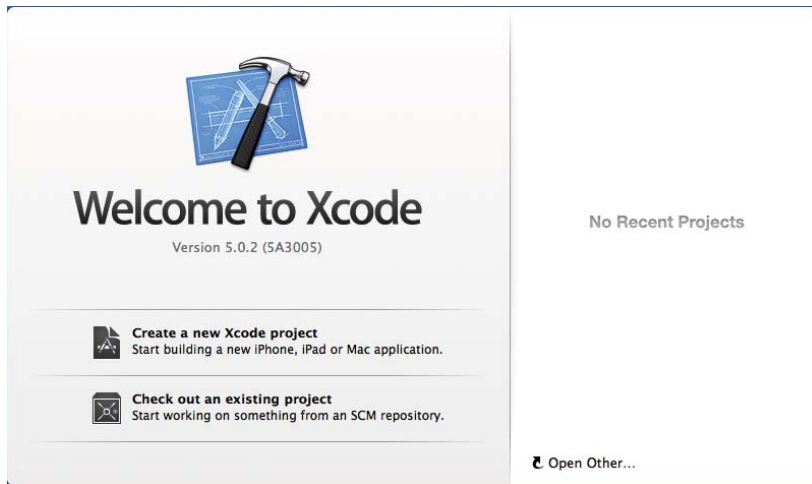 Welcome to Xcode
Version 5.0.2 (5A3005)
Create a new Xcode project
Start building a new iPhone, iPad or Mac application.
Check out an existing project
Start working on something from an SCM repository.
No Recent Projects
Open Other...